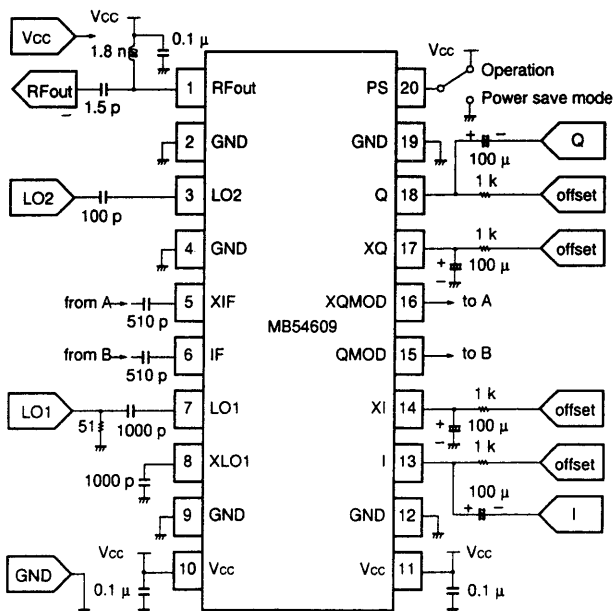 Vcc
Vcc
1.8 n
0.1 μ
RFout
1.5 p
1 RFout
2 GND
LO2
100 p
3 LO2
4 GND
from A
510 p
5 XIF
from B
510 p
6 IF
LO1
51
1000 p
7 LO1
1000 p
8 XLO1
9 GND
GND
Vcc
0.1 μ
10 Vcc
MB54609
Vcc
PS 20
Operation
Power save mode
GND 19
+ −
100 μ
Q
Q 18
1 k
offset
XQ 17
1 k
offset
+
−
100 μ
XQMOD 16
to A
QMOD 15
to B
XI 14
1 k
offset
+
−
100 μ
I 13
1 k
offset
100 μ
+ −
I
GND 12
Vcc 11
Vcc
0.1 μ